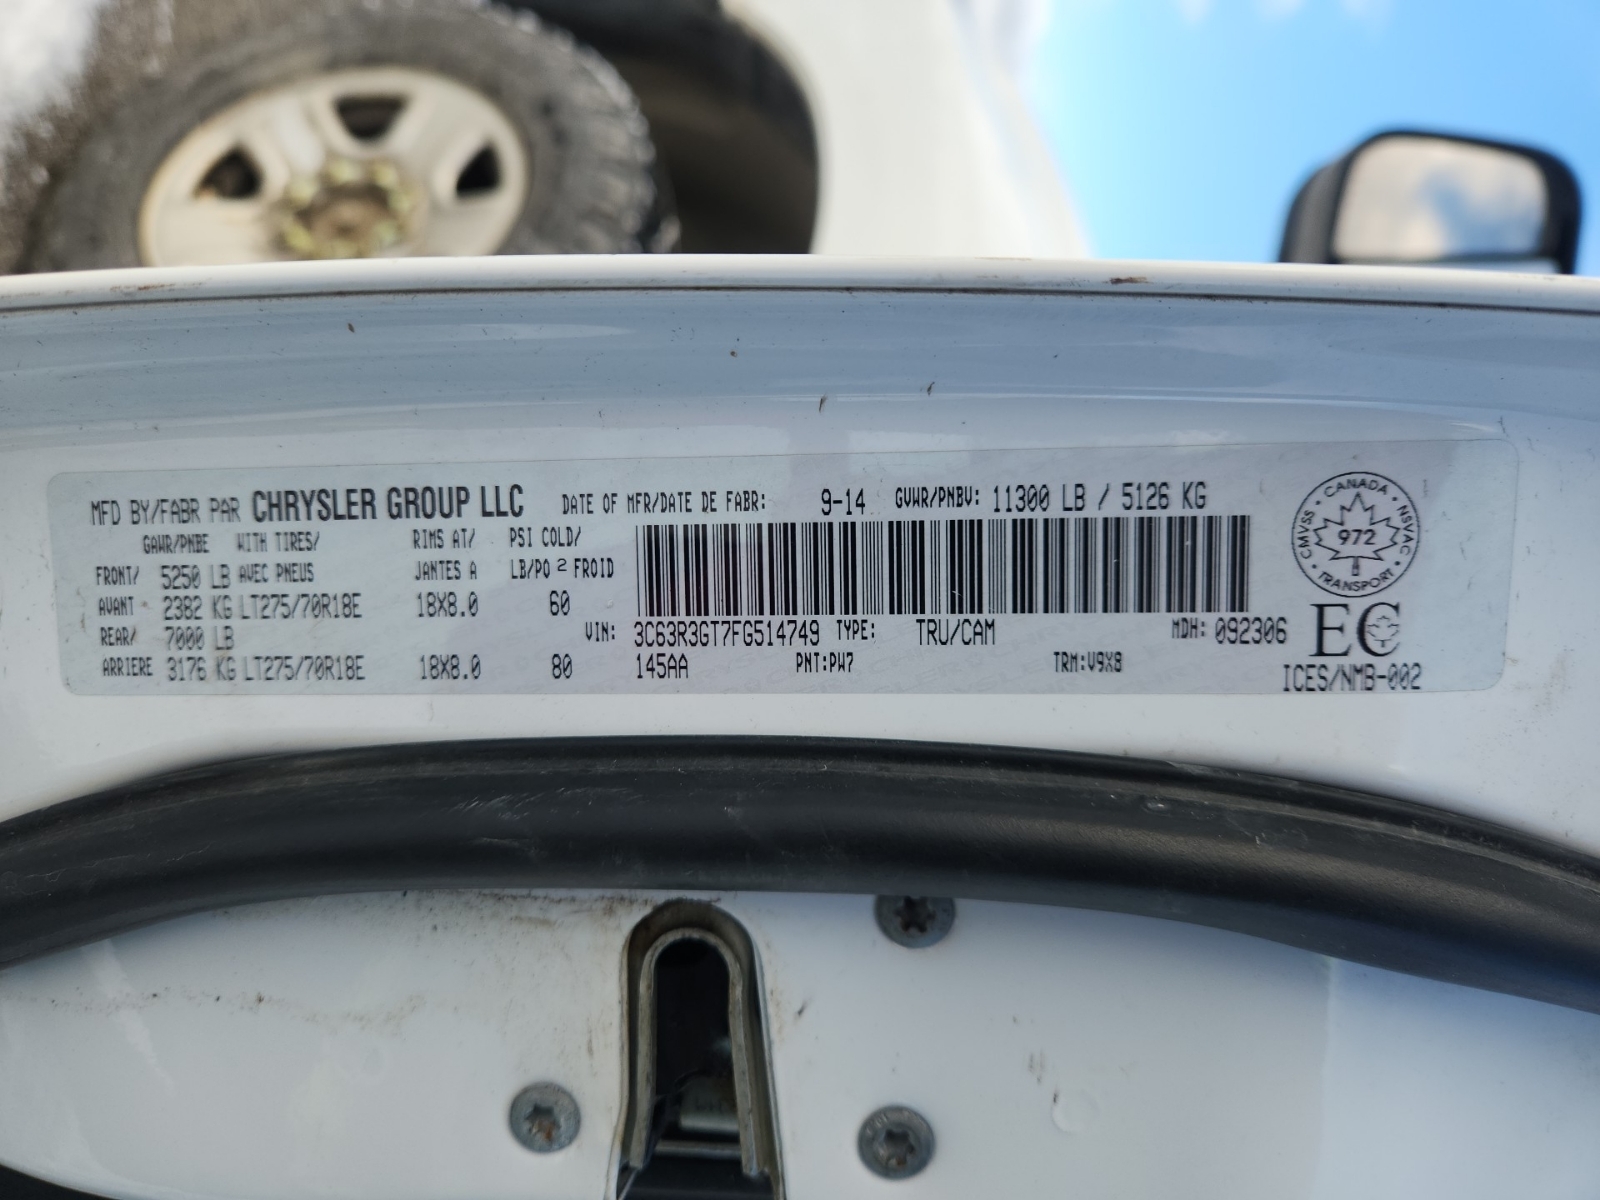 MFD BY/FABR PAR CHRYSLER GROUP LLC DATE OF MFR/DATE DE FABR: 9-14 GVWR/PNBV: 11300 LB / 5126 KG
GAWR/PNBE WITH TIRES/ RIMS AT/ PSI COLD/
FRONT/ 5250 LB AVEC PNEUS JANTES A LB/PO 2 FROID
AVANT 2382 KG LT275/70R18E 18X8.0 60
REAR/ 7000 LB VIN: 3C63R3GT7FG514749 TYPE: TRU/CAM MDH: 092306
ARRIERE 3176 KG LT275/70R18E 18X8.0 80 145AA PNT:PW7 TRM:V9X8
CANADA
CMVSS 972 NSVAC
TRANSPORT
EC
ICES/NMB-002